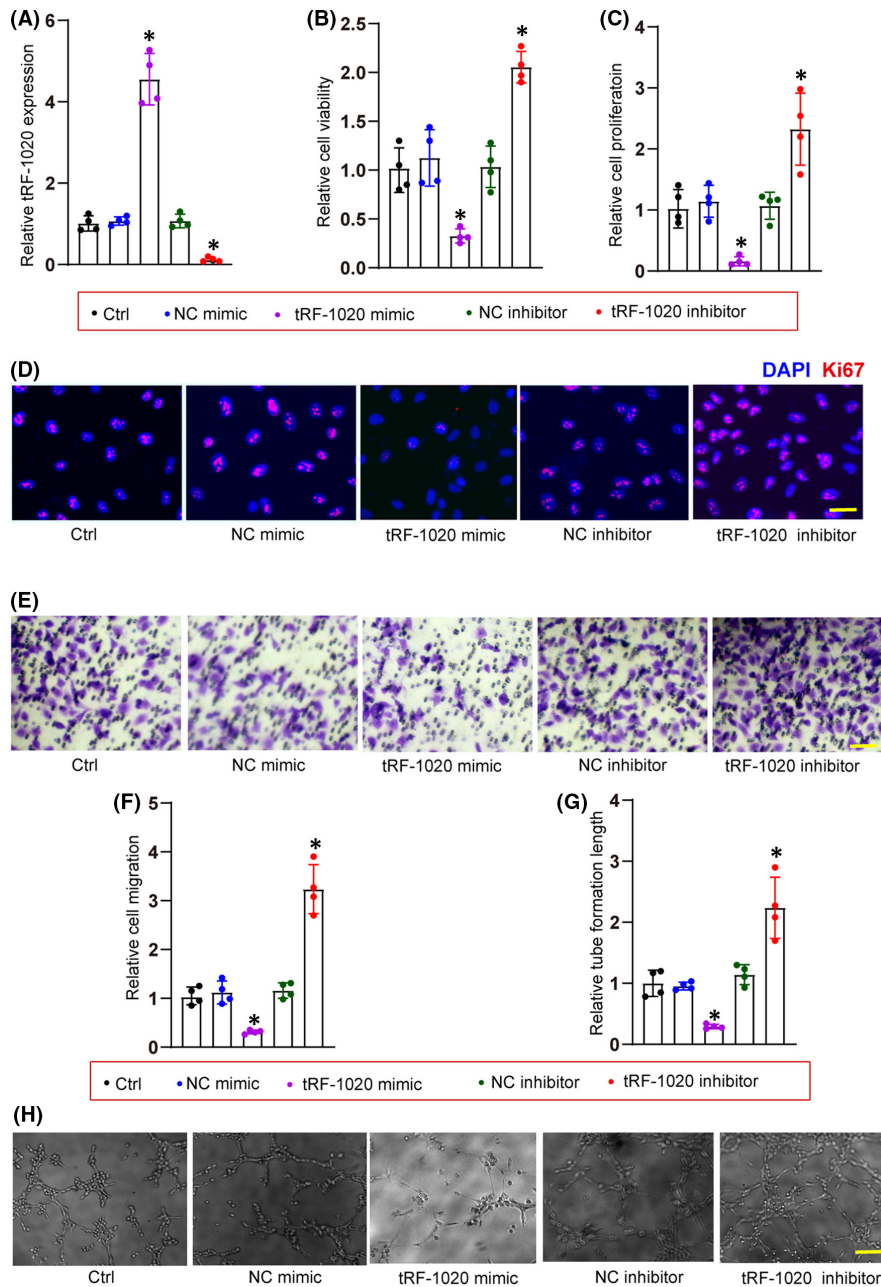 (A)
(B)
(C)
Relative tRF-1020 expression
6
4
2
0
*
*
Relative cell viability
2.5
2.0
1.5
1.0
0.5
0.0
*
*
Relative cell proliferatoin
4
3
2
1
0
*
*
Ctrl NC mimic tRF-1020 mimic NC inhibitor tRF-1020 inhibitor
(D)
DAPI Ki67
Ctrl NC mimic tRF-1020 mimic NC inhibitor tRF-1020 inhibitor
(E)
Ctrl NC mimic tRF-1020 mimic NC inhibitor tRF-1020 inhibitor
(F)
(G)
Relative cell migration
5
4
3
2
1
0
*
*
Relative tube formation length
4
3
2
1
0
*
*
Ctrl NC mimic tRF-1020 mimic NC inhibitor tRF-1020 inhibitor
(H)
Ctrl NC mimic tRF-1020 mimic NC inhibitor tRF-1020 inhibitor